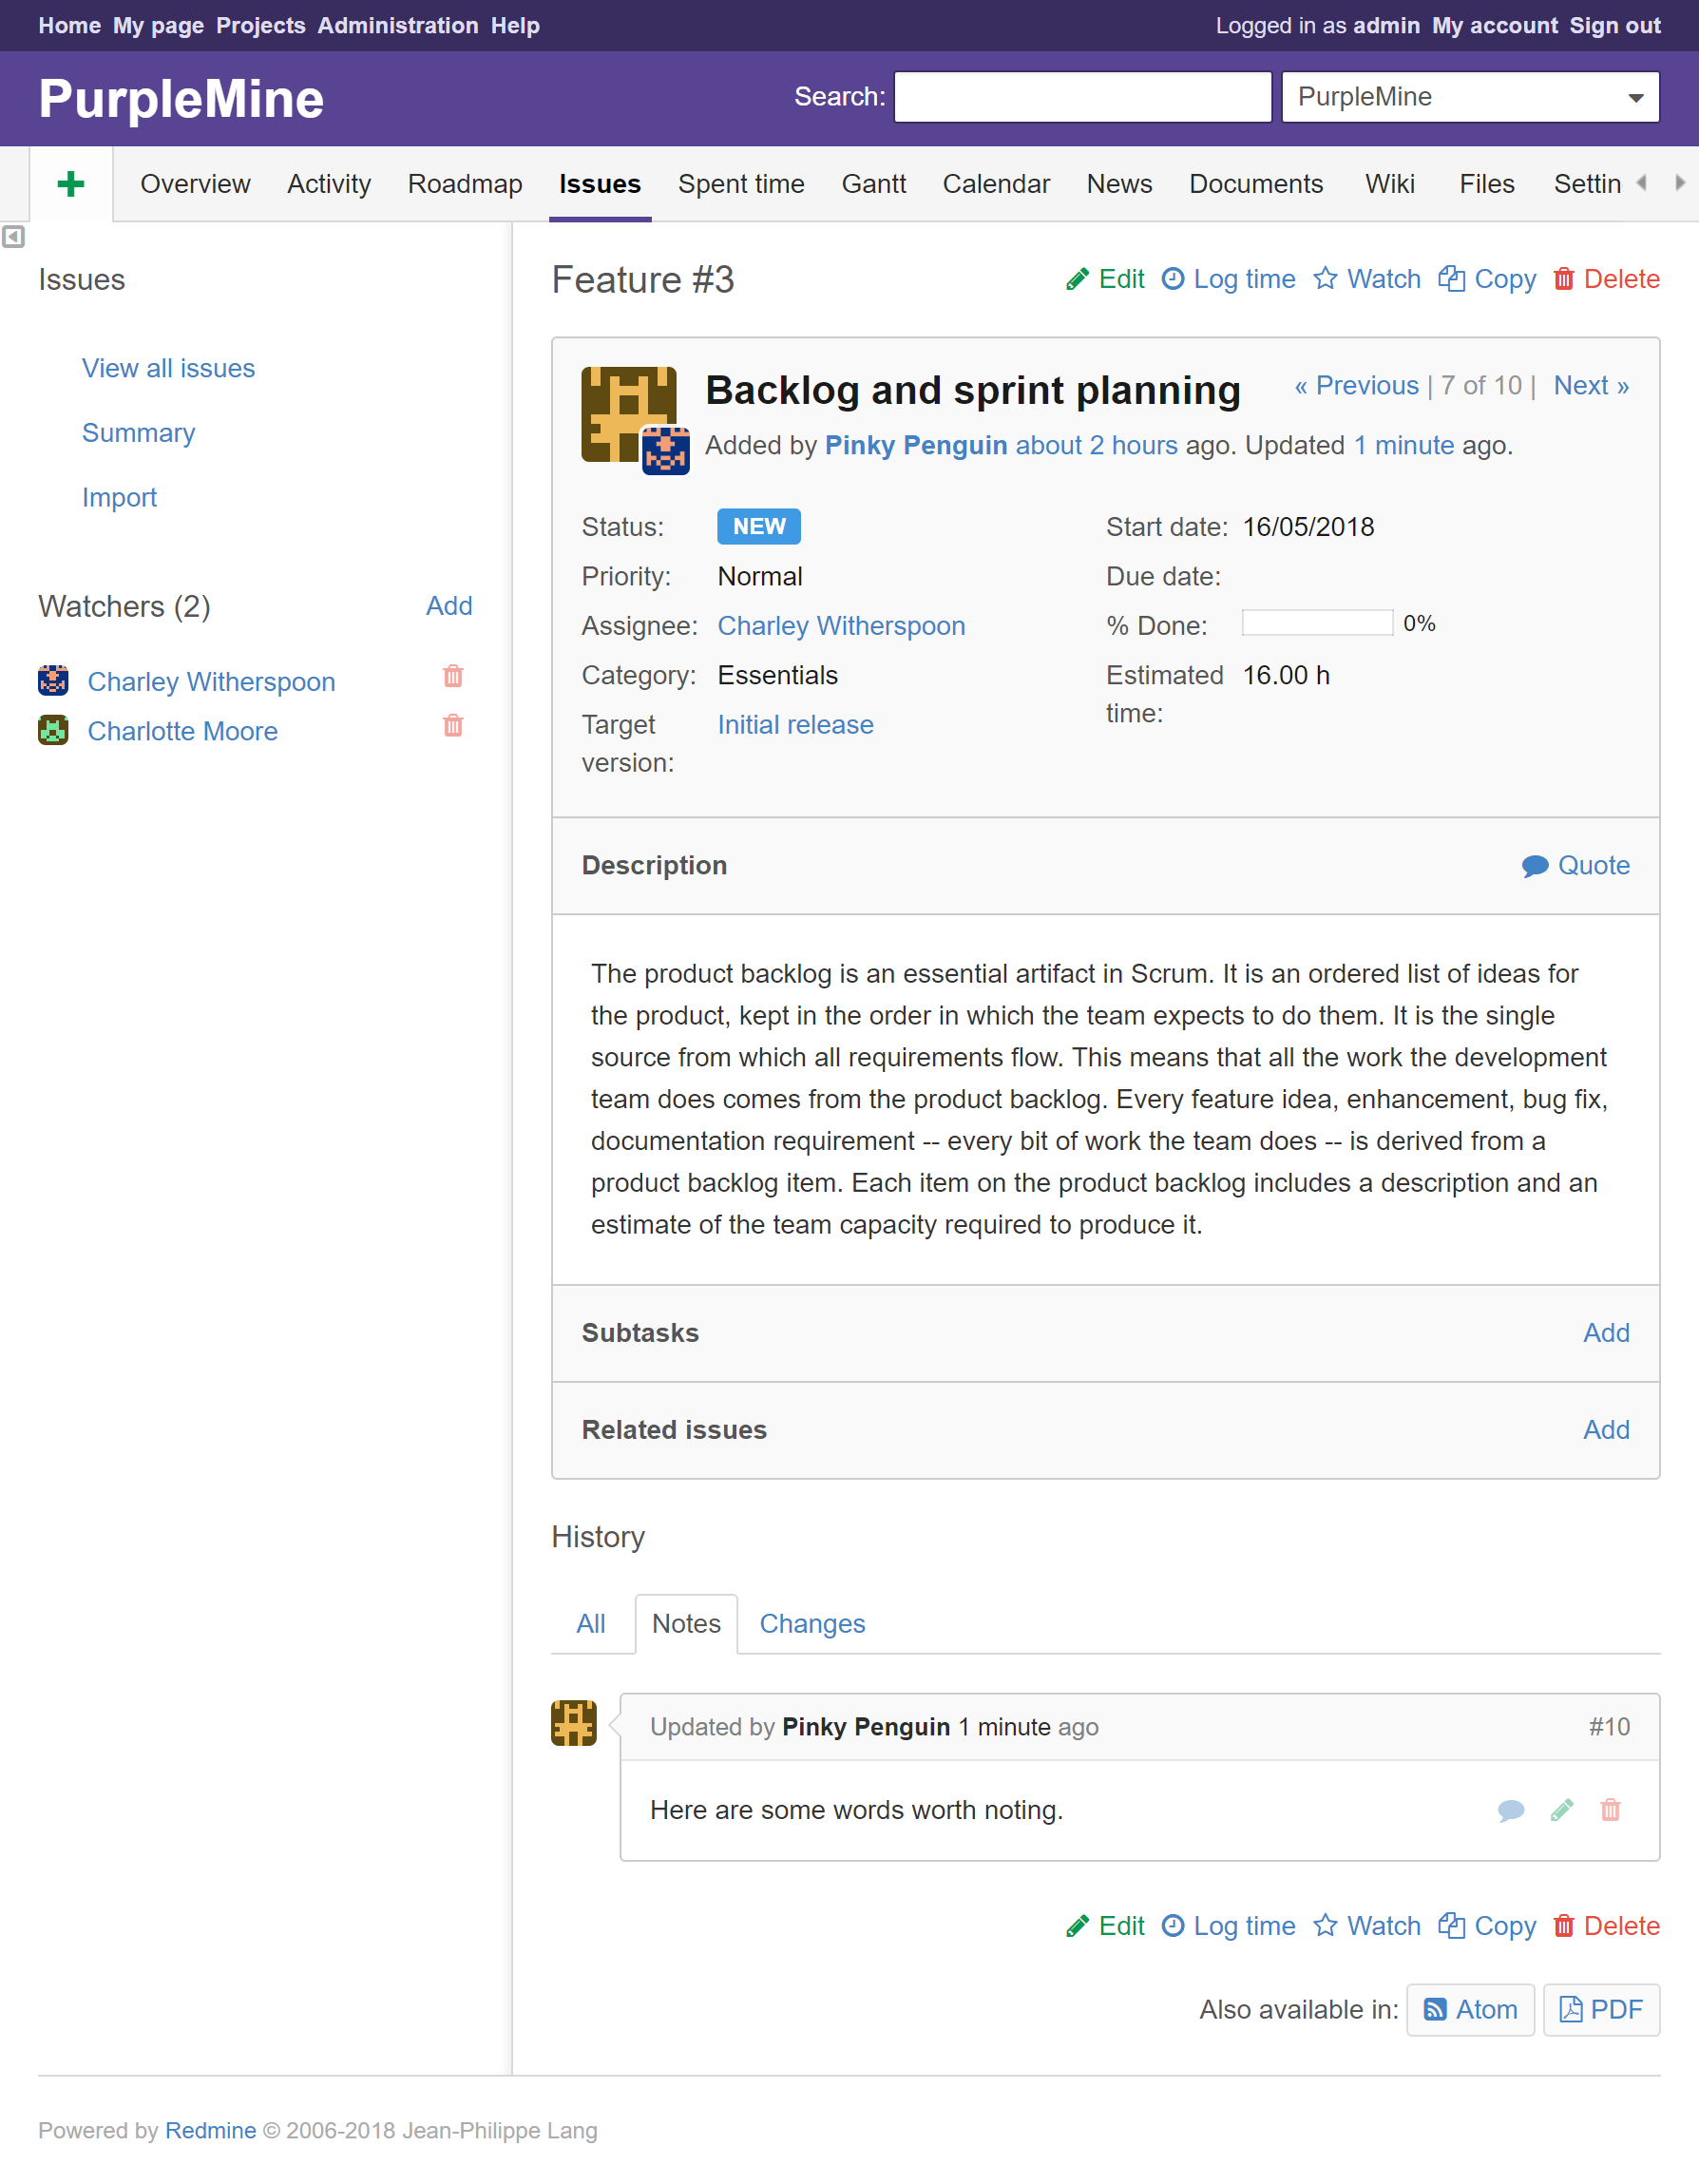 Home My page Projects Administration Help
Logged in as admin My account Sign out
PurpleMine
Search:
PurpleMine
Overview Activity Roadmap Issues Spent time Gantt Calendar News Documents Wiki Files Settin
Issues
View all issues
Summary
Import
Watchers (2) Add
Charley Witherspoon
Charlotte Moore
Feature #3
Edit Log time Watch Copy Delete
Backlog and sprint planning
« Previous | 7 of 10 | Next »
Added by Pinky Penguin about 2 hours ago. Updated 1 minute ago.
Status: NEW
Start date: 16/05/2018
Priority: Normal
Due date:
Assignee: Charley Witherspoon
% Done: 0%
Category: Essentials
Estimated time: 16.00 h
Target version: Initial release
Description
Quote
The product backlog is an essential artifact in Scrum. It is an ordered list of ideas for
the product, kept in the order in which the team expects to do them. It is the single
source from which all requirements flow. This means that all the work the development
team does comes from the product backlog. Every feature idea, enhancement, bug fix,
documentation requirement -- every bit of work the team does -- is derived from a
product backlog item. Each item on the product backlog includes a description and an
estimate of the team capacity required to produce it.
Subtasks Add
Related issues Add
History
All Notes Changes
Updated by Pinky Penguin 1 minute ago #10
Here are some words worth noting.
Edit Log time Watch Copy Delete
Also available in: Atom PDF
Powered by Redmine © 2006-2018 Jean-Philippe Lang